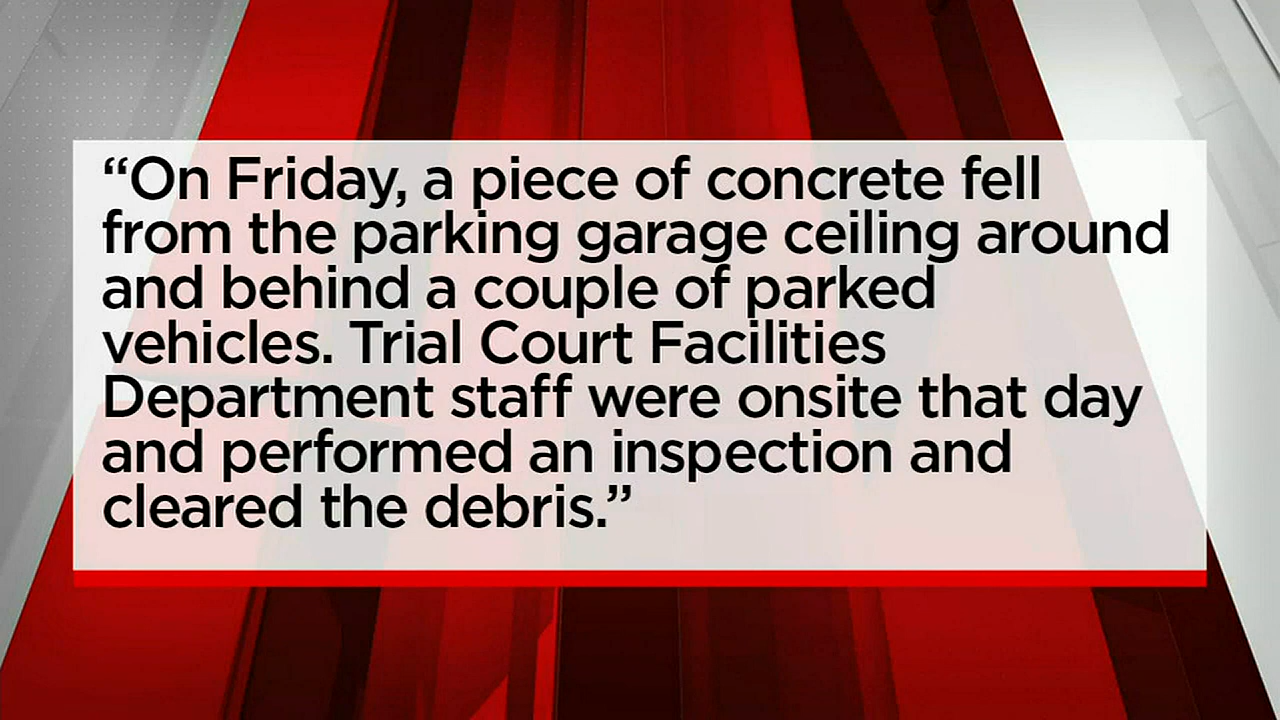 “On Friday, a piece of concrete fell
from the parking garage ceiling around
and behind a couple of parked
vehicles. Trial Court Facilities
Department staff were onsite that day
and performed an inspection and
cleared the debris.”